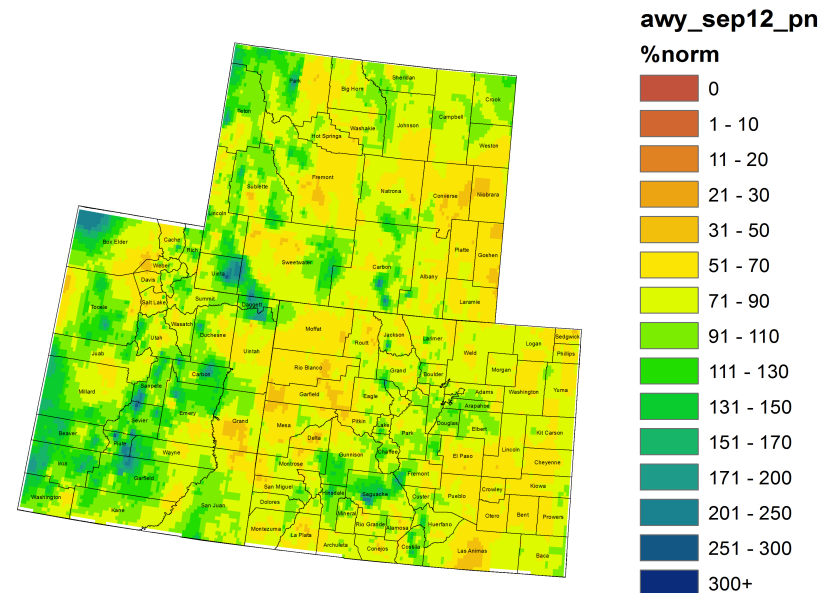 awy_sep12_pn
%norm
0
1 - 10
11 - 20
21 - 30
31 - 50
51 - 70
71 - 90
91 - 110
111 - 130
131 - 150
151 - 170
171 - 200
201 - 250
251 - 300
300+
Park
Sheridan
Big Horn
Crook
Teton
Campbell
Johnson
Washakie
Hot Springs
Weston
Fremont
Sublette
Natrona
Converse
Niobrara
Lincoln
Platte
Goshen
Sweetwater
Carbon
Albany
Uinta
Laramie
Box Elder
Cache
Rich
Weber
Davis
Salt Lake
Summit
Daggett
Tooele
Wasatch
Duchesne
Utah
Uintah
Juab
Carbon
Millard
Sanpete
Emery
Grand
Sevier
Beaver
Piute
Wayne
Iron
Garfield
Washington
Kane
San Juan
Moffat
Routt
Jackson
Larimer
Weld
Logan
Sedgwick
Phillips
Morgan
Rio Blanco
Grand
Boulder
Adams
Washington
Yuma
Garfield
Eagle
Arapahoe
Mesa
Pitkin
Lake
Park
Douglas
Elbert
Kit Carson
Delta
Gunnison
Chaffee
El Paso
Lincoln
Cheyenne
Montrose
Fremont
San Miguel
Hinsdale
Saguache
Custer
Pueblo
Crowley
Kiowa
Dolores
Mineral
Rio Grande
Alamosa
Huerfano
Otero
Bent
Prowers
Montezuma
La Plata
Archuleta
Conejos
Costilla
Las Animas
Baca